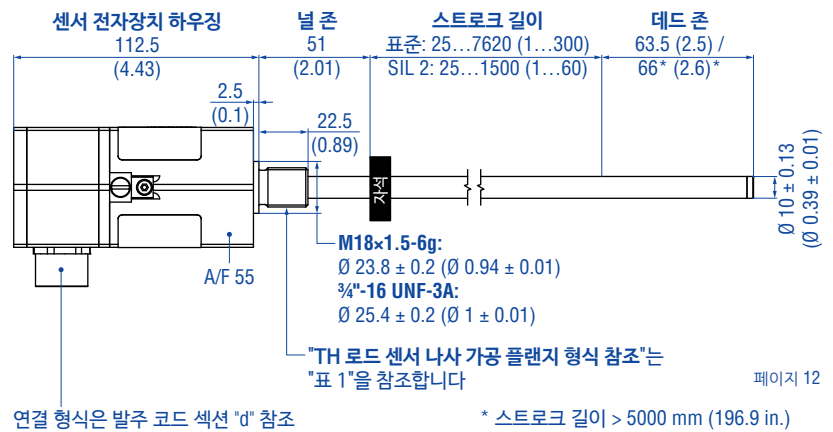 센서 전자장치 하우징
112.5
(4.43)
널 존
51
(2.01)
스트로크 길이
표준: 25…7620 (1…300)
SIL 2: 25…1500 (1…60)
데드 존
63.5 (2.5) /
66* (2.6)*
2.5
(0.1)
22.5
(0.89)
자석
Ø 10 ± 0.13
(Ø 0.39 ± 0.01)
A/F 55
M18×1.5-6g:
Ø 23.8 ± 0.2 (Ø 0.94 ± 0.01)
¾"-16 UNF-3A:
Ø 25.4 ± 0.2 (Ø 1 ± 0.01)
"TH 로드 센서 나사 가공 플랜지 형식 참조"는
"표 1"을 참조합니다
페이지 12
연결 형식은 발주 코드 섹션 "d" 참조
* 스트로크 길이 > 5000 mm (196.9 in.)